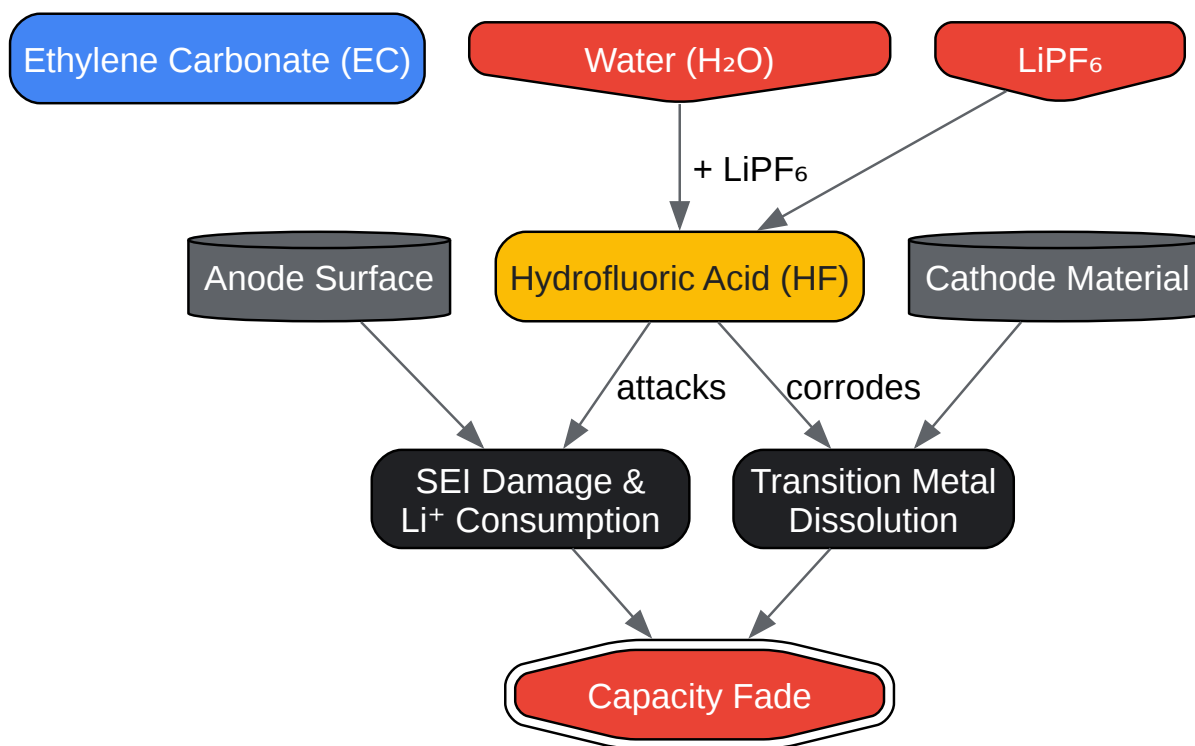 Ethylene Carbonate (EC)
Water (H₂O)
LiPF₆
+ LiPF₆
Anode Surface
Hydrofluoric Acid (HF)
Cathode Material
attacks
corrodes
SEI Damage &
Li⁺ Consumption
Transition Metal
Dissolution
Capacity Fade